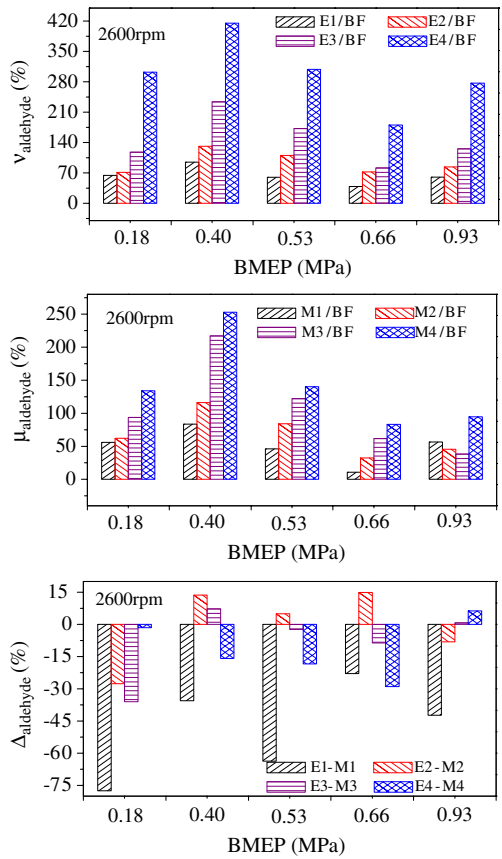 2600rpm
E1/BF E2/BF
E3/BF E4/BF
420
350
280
210
140
70
0
νaldehyde (%)
0.18 0.40 0.53 0.66 0.93
BMEP (MPa)
2600rpm
M1/BF M2/BF
M3/BF M4/BF
250
200
150
100
50
0
μaldehyde (%)
0.18 0.40 0.53 0.66 0.93
BMEP (MPa)
2600rpm
15
0
-15
-30
-45
-60
-75
Δaldehyde (%)
E1-M1 E2-M2
E3-M3 E4-M4
0.18 0.40 0.53 0.66 0.93
BMEP (MPa)